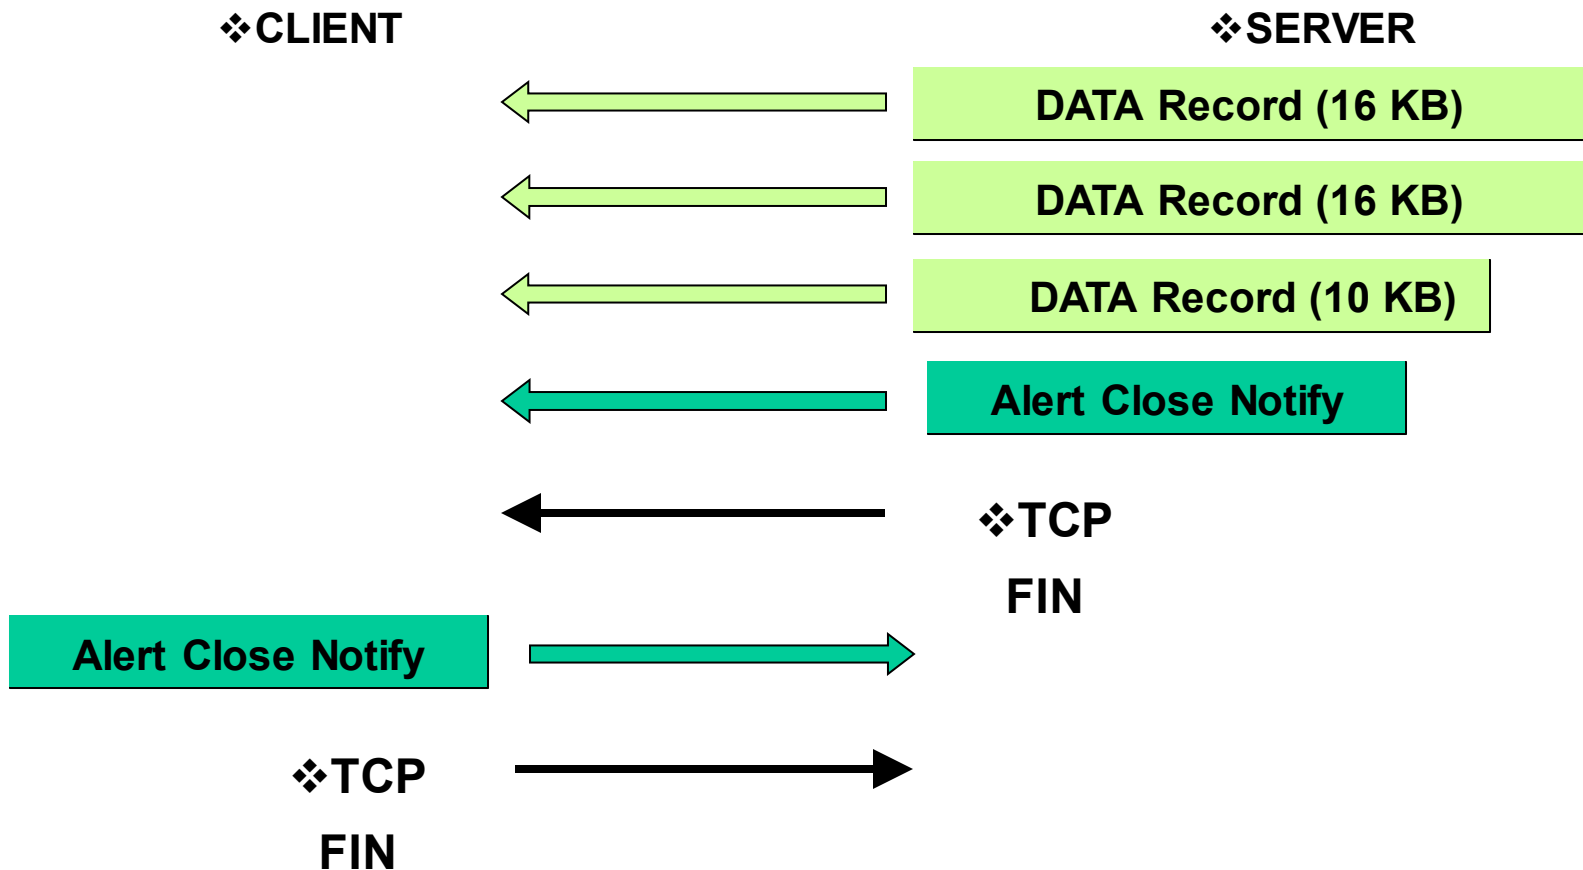 ❖CLIENT
❖SERVER
DATA Record (16 KB)
DATA Record (16 KB)
DATA Record (10 KB)
Alert Close Notify
❖TCP
FIN
Alert Close Notify
❖TCP
FIN